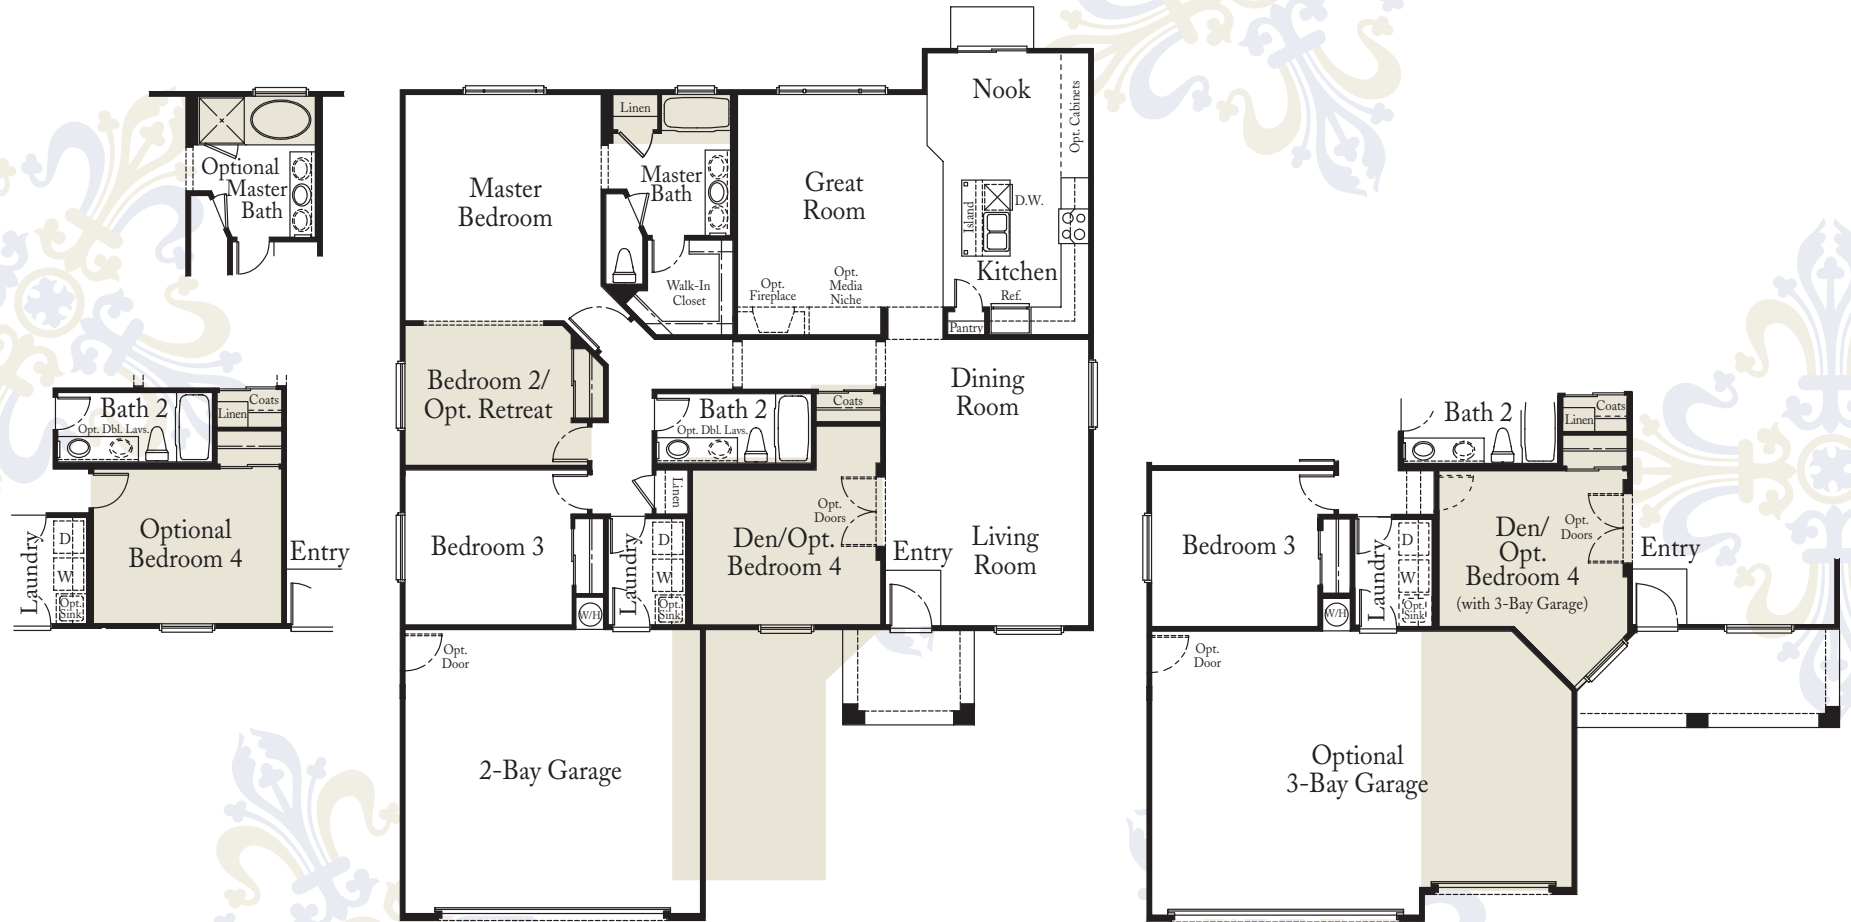 Optional
Master
Bath
Bath 2
Opt. Dbl. Lavs.
Linen
Coats
Optional
Bedroom 4
Laundry
D
W
Opt.
Sink
Entry
Master
Bedroom
Linen
Master
Bath
Walk-In
Closet
Great
Room
Opt.
Fireplace
Opt.
Media
Niche
Nook
Opt. Cabinets
Island
D.W.
Kitchen
Ref.
Pantry
Bedroom 2/
Opt. Retreat
Bath 2
Opt. Dbl. Lavs.
Coats
Dining
Room
Linen
Bedroom 3
Laundry
D
W
Opt.
Sink
W/H
Opt.
Doors
Den/Opt.
Bedroom 4
Entry
Living
Room
Opt.
Door
2-Bay Garage
Bath 2
Linen
Coats
Bedroom 3
Laundry
D
W
Opt.
Sink
W/H
Den/
Opt.
Bedroom 4
(with 3-Bay Garage)
Opt.
Doors
Entry
Opt.
Door
Optional
3-Bay Garage